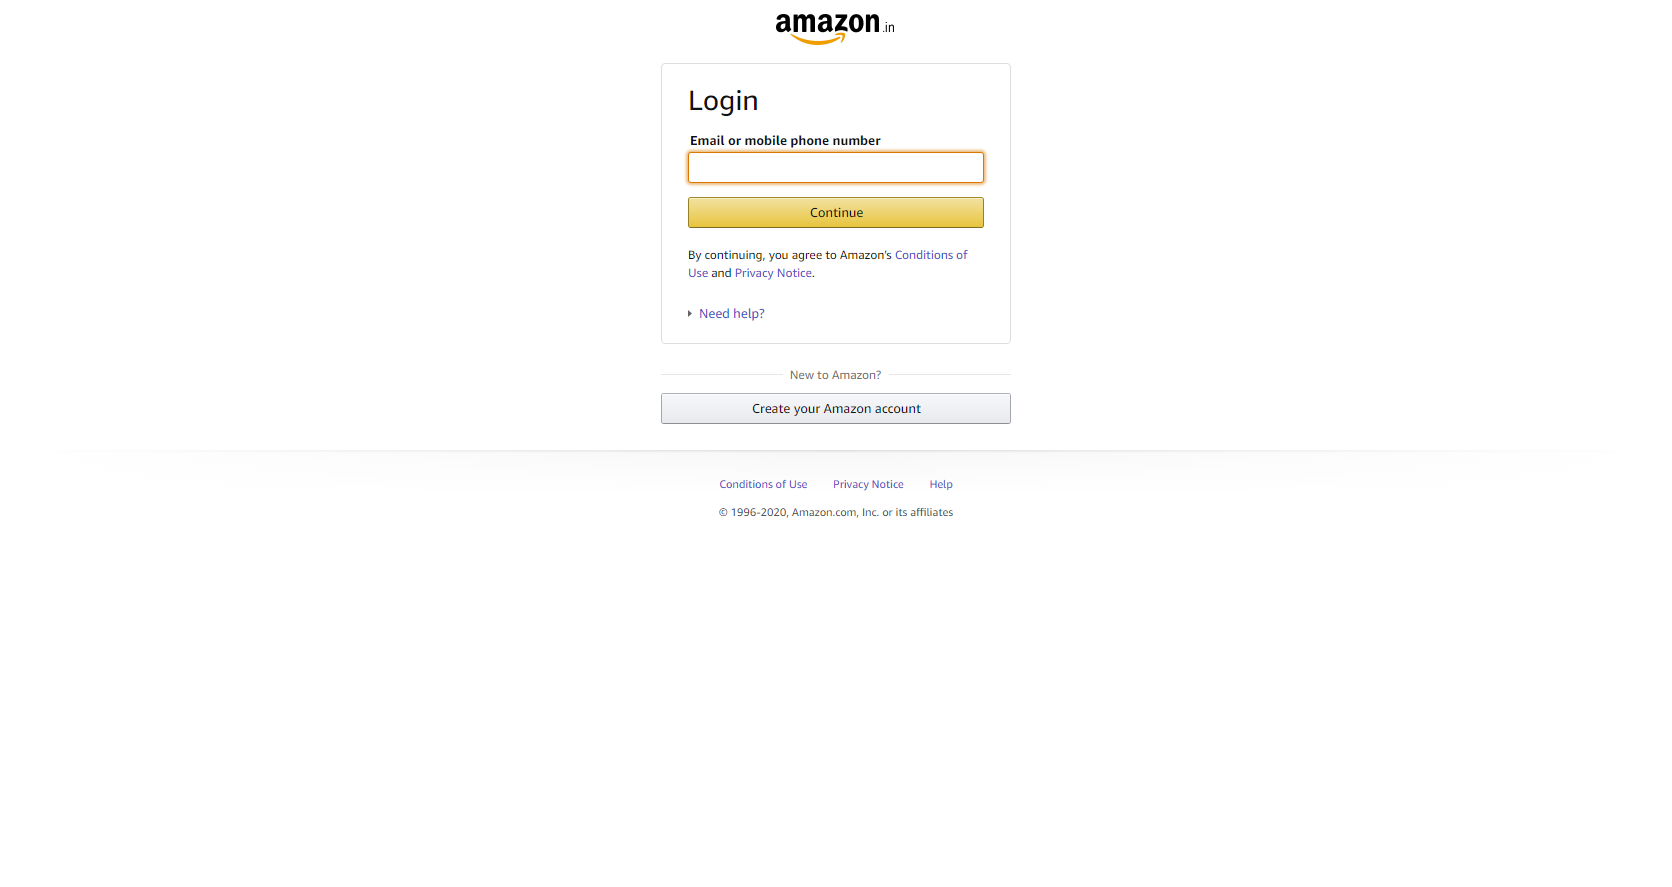 amazon.in
Login
Email or mobile phone number
Continue
By continuing, you agree to Amazon's Conditions of
Use and Privacy Notice.
Need help?
New to Amazon?
Create your Amazon account
Conditions of Use Privacy Notice Help
© 1996-2020, Amazon.com, Inc. or its affiliates